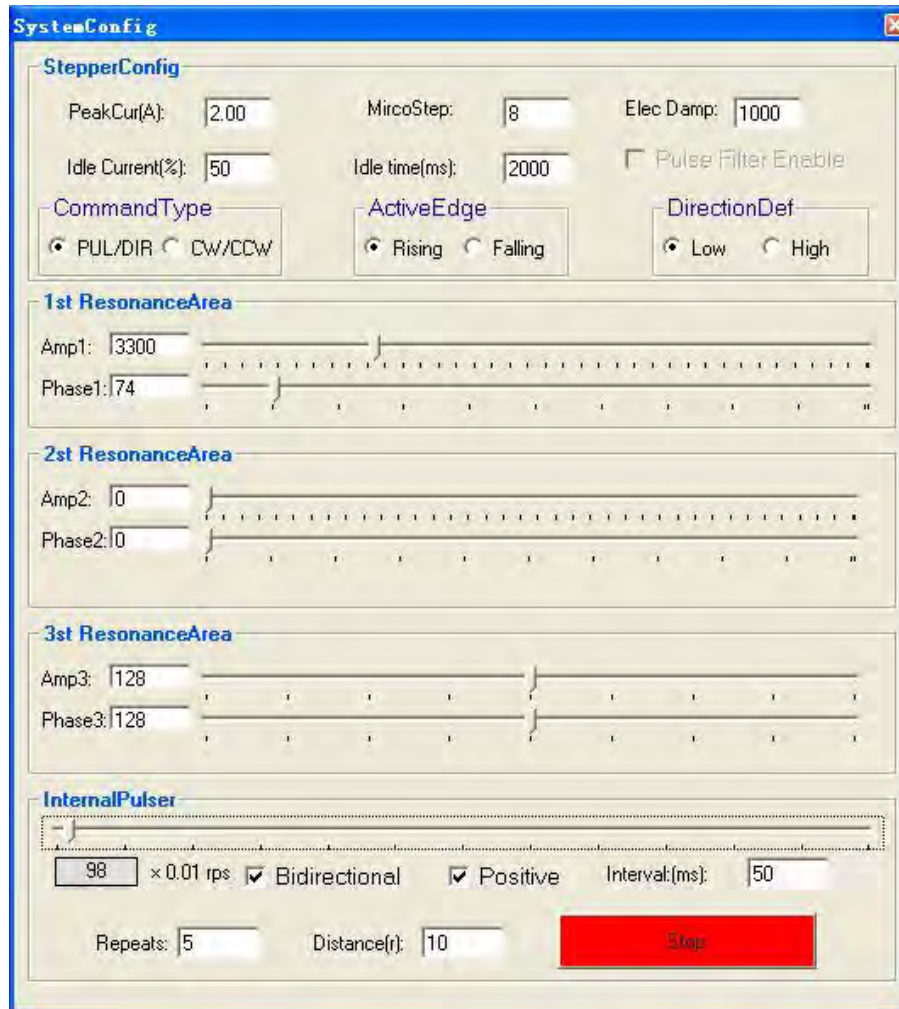 SystemConfig
StepperConfig
PeakCur(A): 2.00 MircoStep: 8 Elec Damp: 1000
Idle Current(%): 50 Idle time(ms): 2000 Pulse Filter Enable
CommandType ActiveEdge DirectionDef
PUL/DIR CW/CCW Rising Falling Low High
1st ResonanceArea
Amp1: 3300
Phase1: 74
2st ResonanceArea
Amp2: 0
Phase2: 0
3st ResonanceArea
Amp3: 128
Phase3: 128
InternalPulser
98 × 0.01 rps Bidirectional Positive Interval:(ms): 50
Repeats: 5 Distance(r): 10 Stop